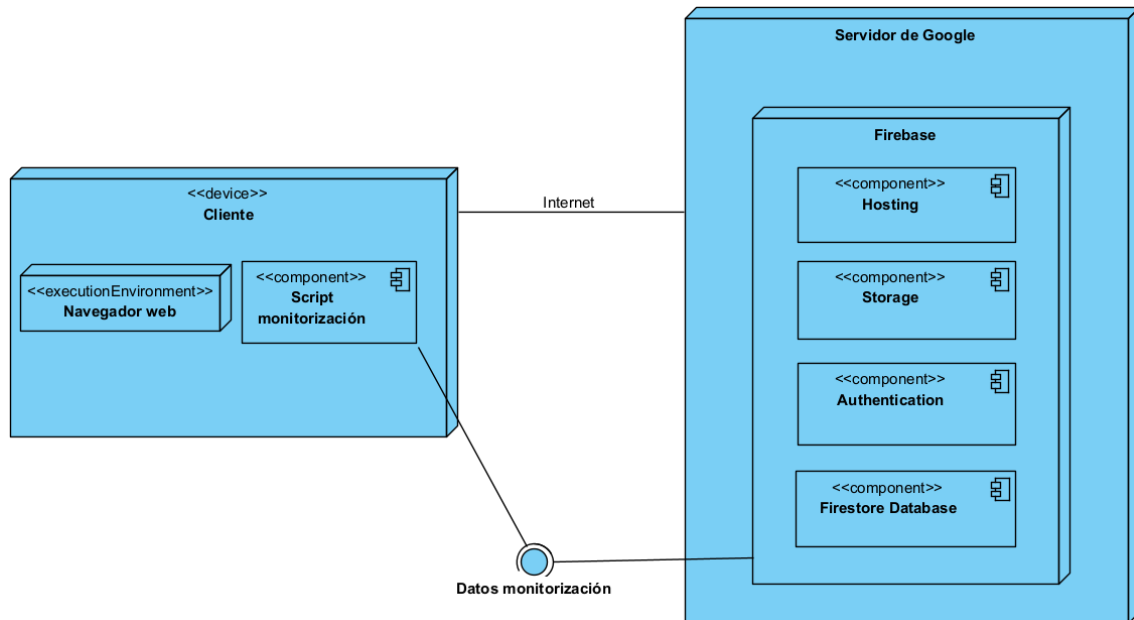 Servidor de Google
Firebase
<<component>>
Hosting
<<component>>
Storage
<<component>>
Authentication
<<component>>
Firestore Database
<<device>>
Cliente
<<executionEnvironment>>
Navegador web
<<component>>
Script
monitorización
Internet
Datos monitorización